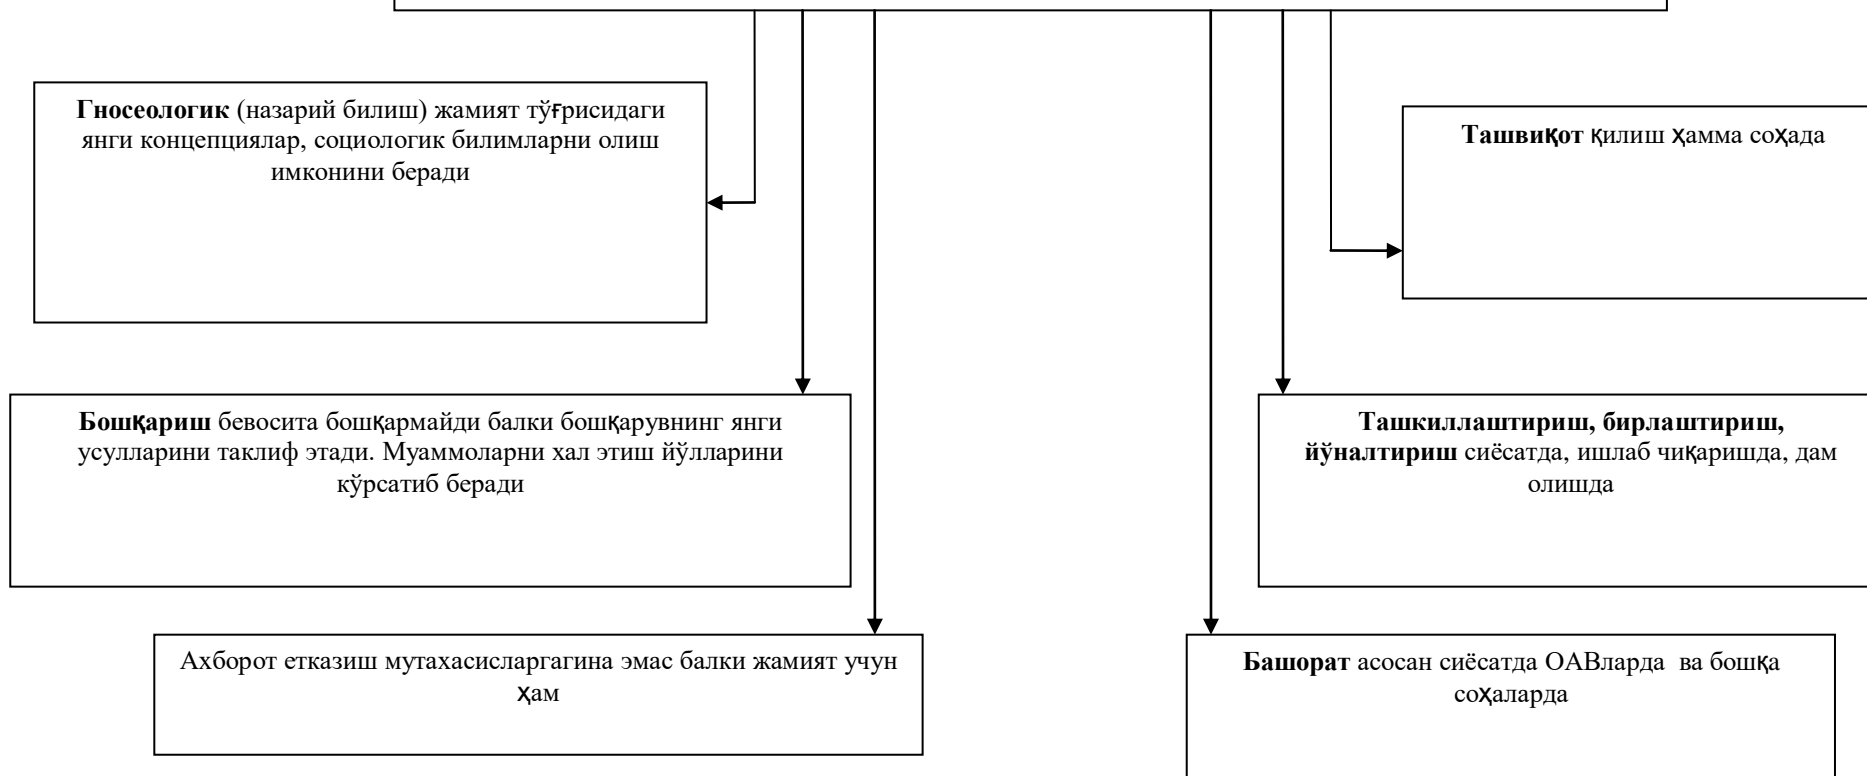 Гносеологик (назарий билиш) жамият тўғрисидаги
янги концепциялар, социологик билимларни олиш
имконини беради
Ташвиқот қилиш ҳамма соҳада
Бошқариш бевосита бошқармайди балки бошқарувнинг янги
усулларини таклиф этади. Муаммоларни хал этиш йўлларини
кўрсатиб беради
Ташкиллаштириш, бирлаштириш,
йўналтириш сиёсатда, ишлаб чиқаришда, дам
олишда
Ахборот етказиш мутахасисларгагина эмас балки жамият учун
ҳам
Башорат асосан сиёсатда ОАВларда ва бошқа
соҳаларда